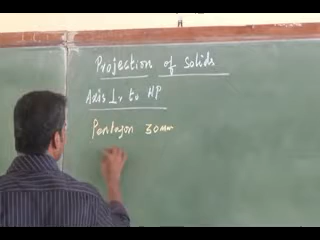 Projection of Solids
Axis ⊥r to HP
Pentagon 30mm